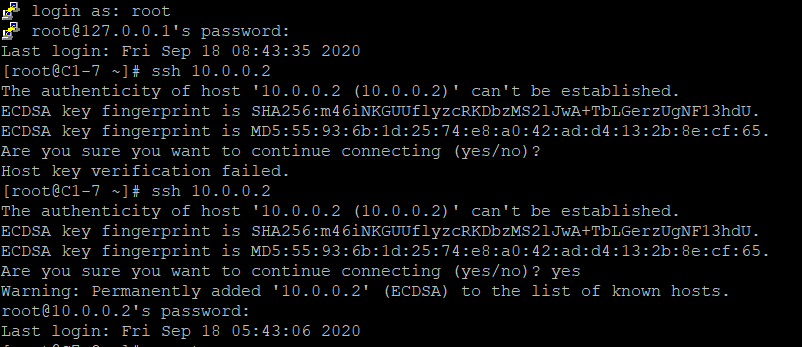 login as: root
root@127.0.0.1's password:
Last login: Fri Sep 18 08:43:35 2020
[root@C1-7 ~]# ssh 10.0.0.2
The authenticity of host '10.0.0.2 (10.0.0.2)' can't be established.
ECDSA key fingerprint is SHA256:m46iNKGUUflyzcRKDbzMS2lJwA+TbLGerzUgNF13hdU.
ECDSA key fingerprint is MD5:55:93:6b:1d:25:74:e8:a0:42:ad:d4:13:2b:8e:cf:65.
Are you sure you want to continue connecting (yes/no)?
Host key verification failed.
[root@C1-7 ~]# ssh 10.0.0.2
The authenticity of host '10.0.0.2 (10.0.0.2)' can't be established.
ECDSA key fingerprint is SHA256:m46iNKGUUflyzcRKDbzMS2lJwA+TbLGerzUgNF13hdU.
ECDSA key fingerprint is MD5:55:93:6b:1d:25:74:e8:a0:42:ad:d4:13:2b:8e:cf:65.
Are you sure you want to continue connecting (yes/no)? yes
Warning: Permanently added '10.0.0.2' (ECDSA) to the list of known hosts.
root@10.0.0.2's password:
Last login: Fri Sep 18 05:43:06 2020